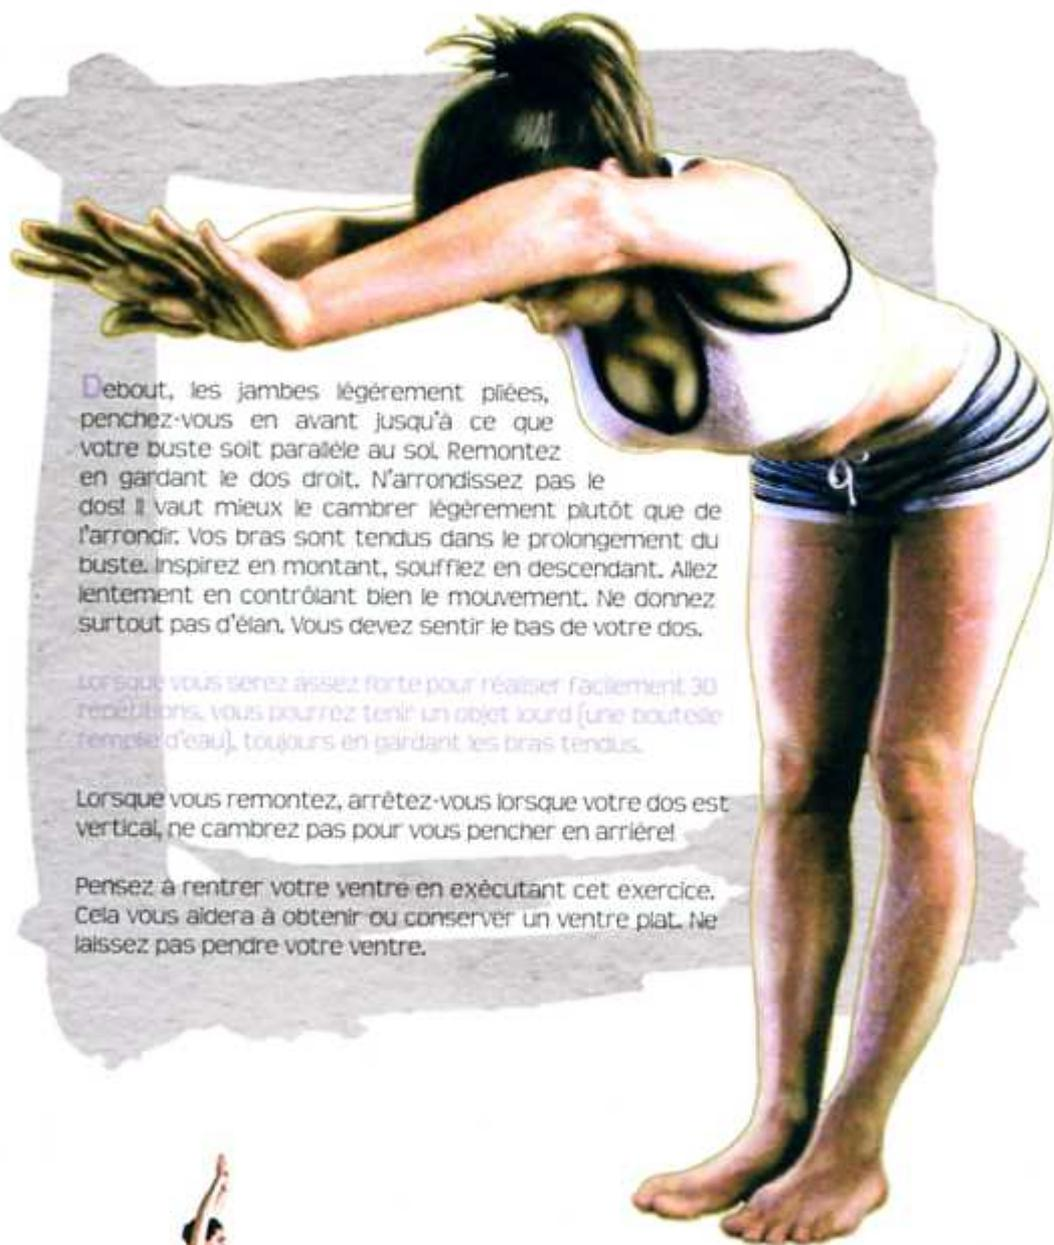 Debout, les jambes légèrement pliées,
penchez-vous en avant jusqu'à ce que
votre buste soit parallèle au sol. Remontez
en gardant le dos droit. N'arrondissez pas le
dos! Il vaut mieux le cambrer légèrement plutôt que de
l'arrondir. Vos bras sont tendus dans le prolongement du
buste. Inspirez en montant, soufflez en descendant. Allez
lentement en contrôlant bien le mouvement. Ne donnez
surtout pas d'élan. Vous devez sentir le bas de votre dos.
Lorsque vous serez assez forte pour réaliser facilement 30
répétitions, vous pourrez tenir un objet lourd (une bouteille
remplie d'eau), toujours en gardant les bras tendus.
Lorsque vous remontez, arrêtez-vous lorsque votre dos est
vertical, ne cambrez pas pour vous pencher en arrière!
Pensez à rentrer votre ventre en exécutant cet exercice.
Cela vous aidera à obtenir ou conserver un ventre plat. Ne
laissez pas pendre votre ventre.